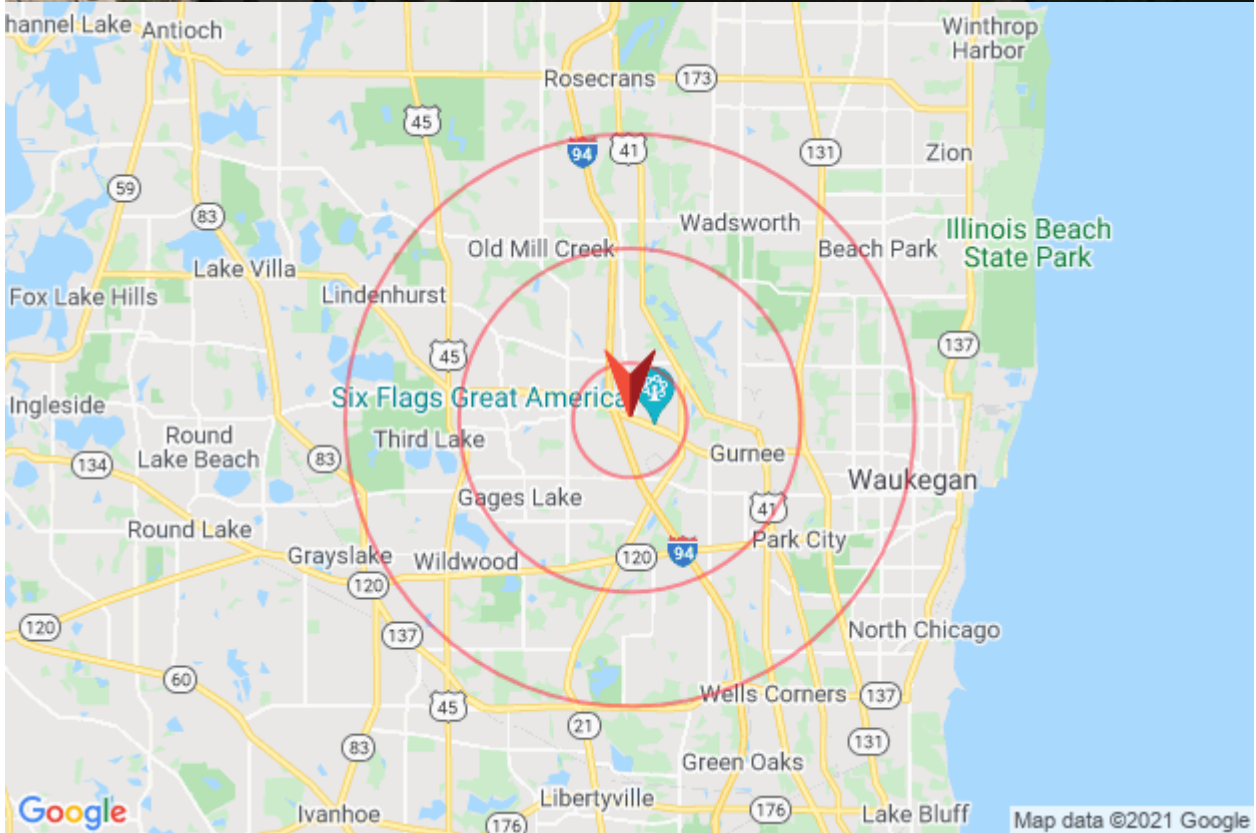 hannel Lake
Antioch
Winthrop
Harbor
Rosecrans
173
45
94
41
131
Zion
59
83
Wadsworth
Old Mill Creek
Beach Park
Illinois Beach
State Park
Lake Villa
Fox Lake Hills
Lindenhurst
137
45
Six Flags Great America
Ingleside
Round
Lake Beach
Third Lake
83
134
Gurnee
Waukegan
Gages Lake
41
Round Lake
Grayslake
Wildwood
120
94
Park City
120
120
137
North Chicago
60
Wells Corners
137
45
21
83
131
Green Oaks
Libertyville
Ivanhoe
176
176
Lake Bluff
Google
Map data ©2021 Google